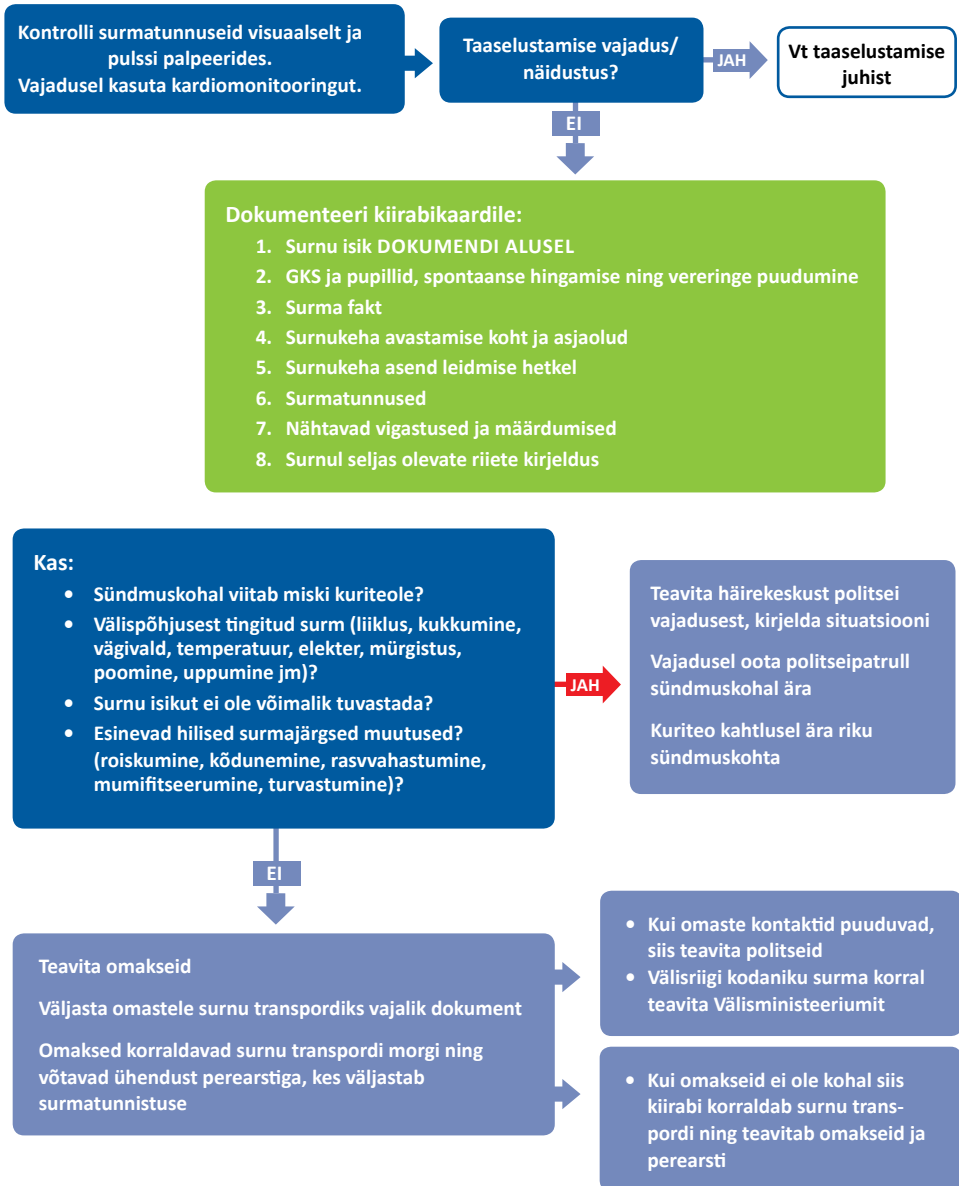 Kontrolli surmatunnuseid visuaalselt ja
pulssi palpeerides.
Vajadusel kasuta kardiomonitooringut.
Taaselustamise vajadus/
näidustus?
JAH
Vt taaselustamise
juhist
EI
Dokumenteeri kiirabikaardile:
1. Surnu isik DOKUMENDI ALUSEL
2. GKS ja pupillid, spontaanse hingamise ning vereringe puudumine
3. Surma fakt
4. Surnukeha avastamise koht ja asjaolud
5. Surnukeha asend leidmise hetkel
6. Surmatunnused
7. Nähtavad vigastused ja määrdumised
8. Surnul seljas olevate riiete kirjeldus
Kas:
• Sündmuskohal viitab miski kuriteole?
• Välispõhjusest tingitud surm (liiklus, kukkumine,
vägivald, temperatuur, elekter, mürgistus,
poomine, uppumine jm)?
• Surnu isikut ei ole võimalik tuvastada?
• Esinevad hilised surmajärgsed muutused?
(roiskumine, kõdunemine, rasvvahastumine,
mumifitseerumine, turvastumine)?
JAH
Teavita häirekeskust politsei
vajadusest, kirjelda situatsiooni
Vajadusel oota politseipatrull
sündmuskohal ära
Kuriteo kahtlusel ära riku
sündmuskohta
EI
Teavita omakseid
Väljasta omastele surnu transpordiks vajalik dokument
Omaksed korraldavad surnu transpordi morgi ning
võtavad ühendust perearstiga, kes väljastab
surmatunnistuse
• Kui omaste kontaktid puuduvad,
siis teavita politseid
• Välisriigi kodaniku surma korral
teavita Välisministeeriumit
• Kui omakseid ei ole kohal siis
kiirabi korraldab surnu trans-
pordi ning teavitab omakseid ja
perearsti